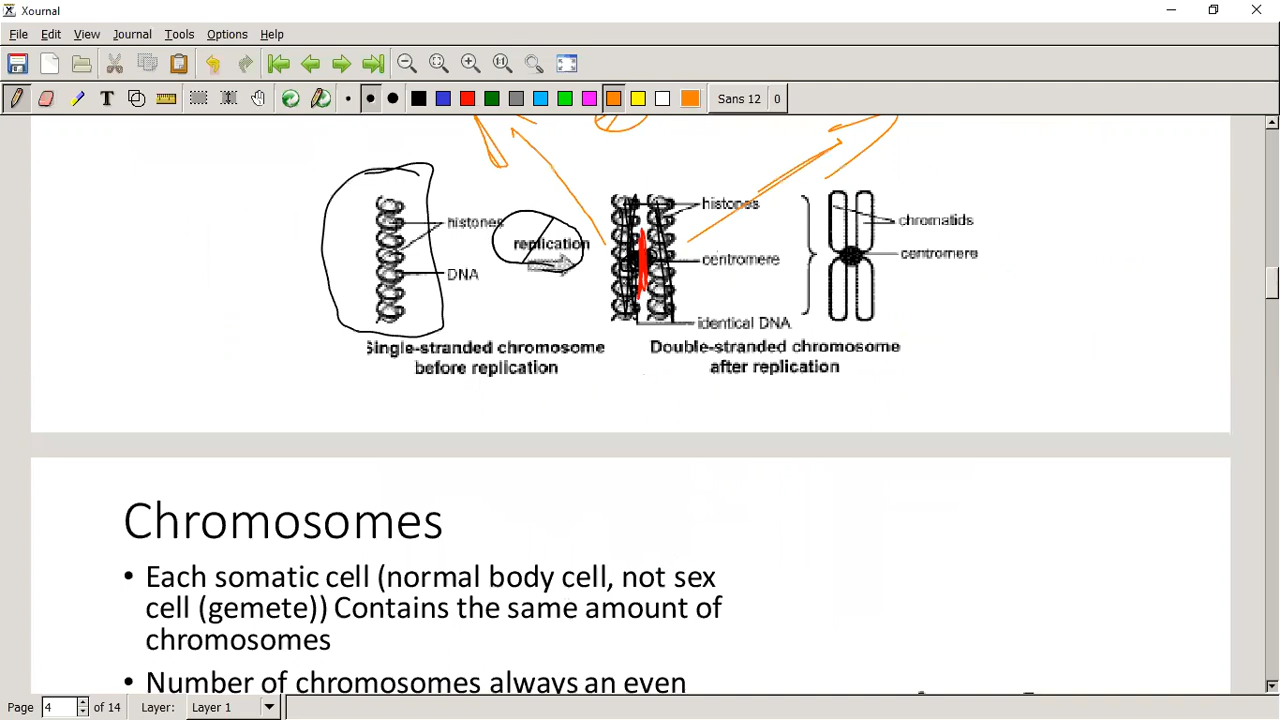 Xournal
File Edit View Journal Tools Options Help
Sans 12 0
histones
replication
DNA
histones
centromere
identical DNA
chromatids
centromere
Single-stranded chromosome
before replication
Double-stranded chromosome
after replication
Chromosomes
• Each somatic cell (normal body cell, not sex
cell (gemete)) Contains the same amount of
chromosomes
• Number of chromosomes always an even
Page 4 of 14 Layer: Layer 1